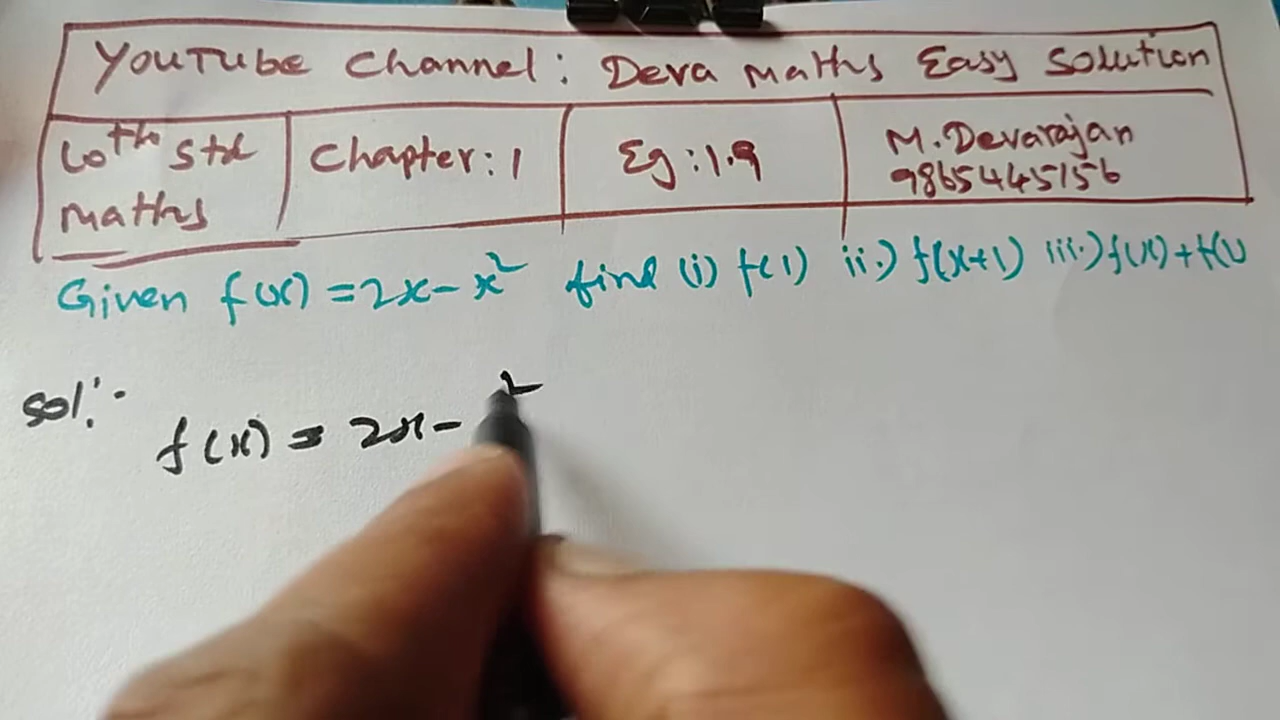 YouTube Channel: Deva Maths Easy Solution
10th Std Maths
Chapter: 1
Eg: 1.9
M. Devarajan
9865445156
Given f(x) = 2x - x² find (i) f(1) ii.) f(x+1) iii.) f(x) + f(1)
Sol:-
f(x) = 2x - ²